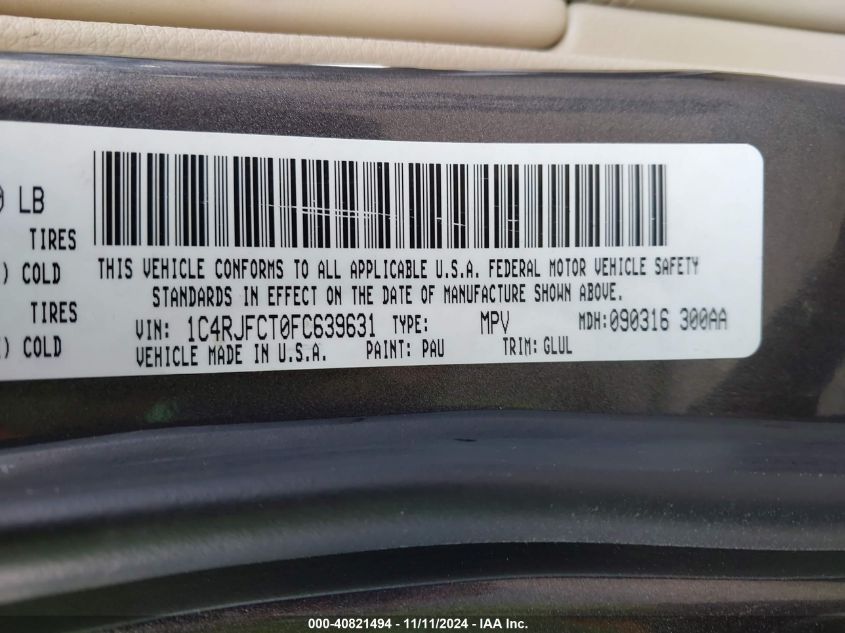 ) LB
TIRES
) COLD
TIRES
) COLD
THIS VEHICLE CONFORMS TO ALL APPLICABLE U.S.A. FEDERAL MOTOR VEHICLE SAFETY
STANDARDS IN EFFECT ON THE DATE OF MANUFACTURE SHOWN ABOVE.
VIN: 1C4RJFCT0FC639631 TYPE: MPV MDH:090316 300AA
VEHICLE MADE IN U.S.A. PAINT: PAU TRIM: GLUL
000-40821494 - 11/11/2024 - IAA Inc.